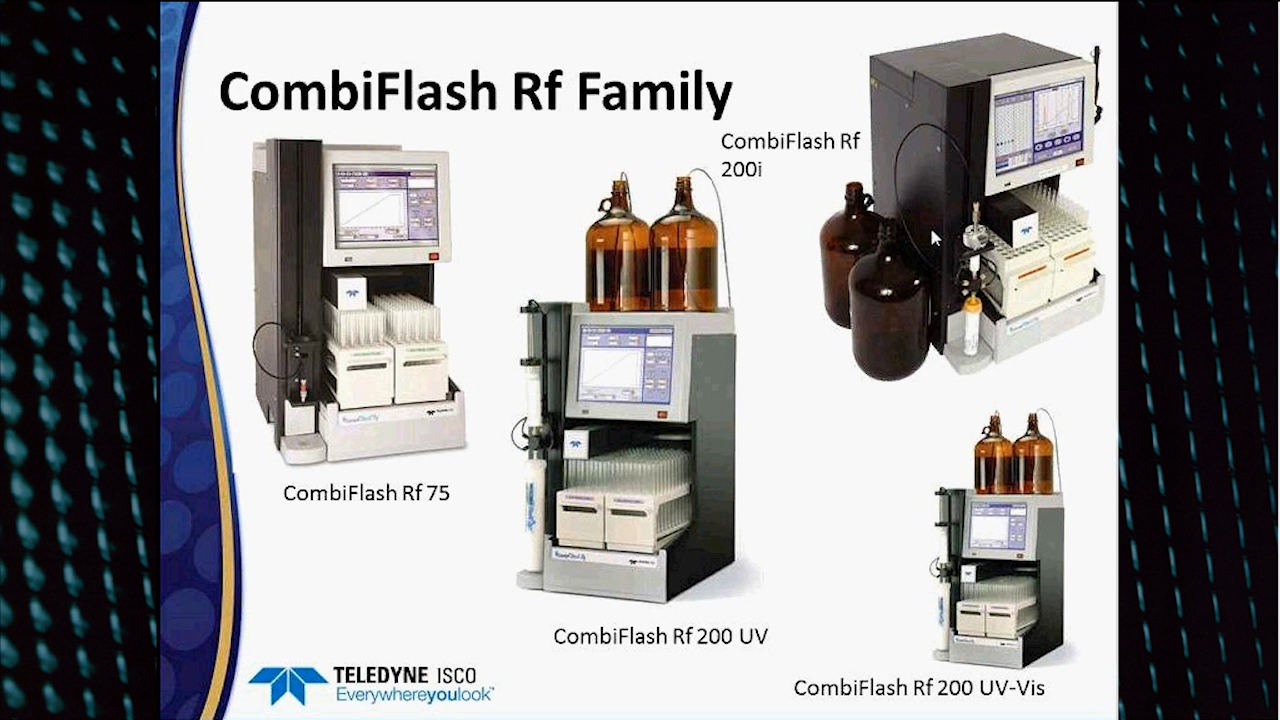 CombiFlash Rf Family
CombiFlash Rf
200i
CombiFlash Rf 75
CombiFlash Rf 200 UV
CombiFlash Rf 200 UV-Vis
TELEDYNE ISCO
Everywhereyoulook™